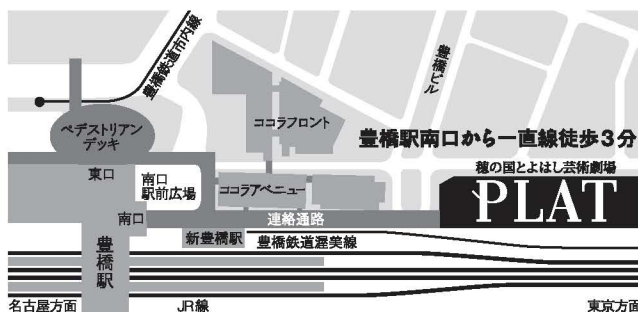 豊橋鉄道市内線
豊橋ビル
ペデストリアン
デッキ
ココラフロント
豊橋駅南口から一直線徒歩3分
穂の国とよはし芸術劇場
PLAT
東口
南口
駅前広場
ココラアベニュー
南口
連絡通路
新豊橋駅
豊橋鉄道渥美線
豊橋駅
名古屋方面
JR線
東京方面